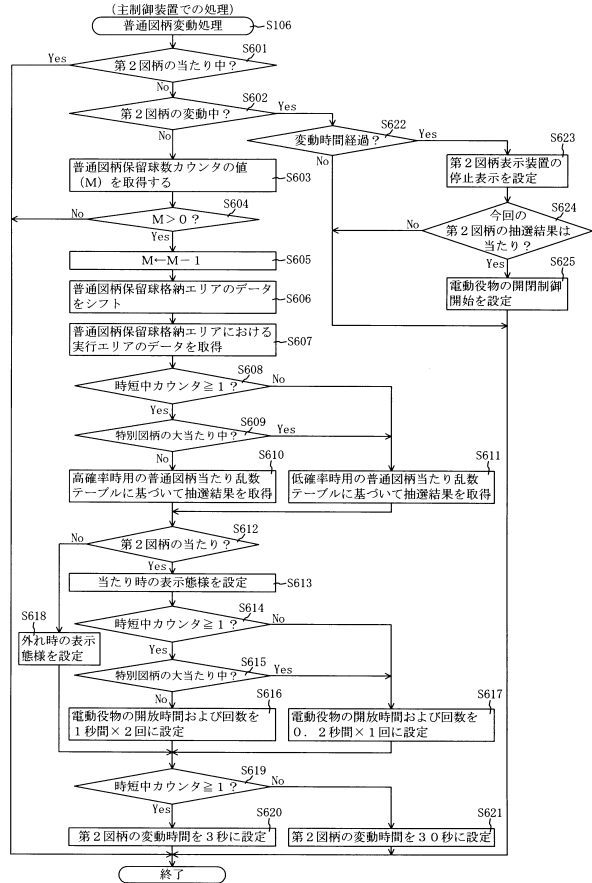 (主制御装置での処理)
普通図柄変動処理
S106
S601
Yes
第2図柄の当たり中？
No
S602
第2図柄の変動中？
Yes
No
S622
変動時間経過？
Yes
No
S623
第2図柄表示装置の
停止表示を設定
普通図柄保留球数カウンタの値
(M)を取得する
S603
S604
No
M＞0？
Yes
S624
今回の
第2図柄の抽選結果は
当たり？
No
Yes
M←M－1
S605
S625
電動役物の開閉制御
開始を設定
普通図柄保留球格納エリアのデータ
をシフト
S606
普通図柄保留球格納エリアにおける
実行エリアのデータを取得
S607
S608
時短中カウンタ≧1？
No
Yes
S609
特別図柄の大当たり中？
Yes
No
S610
高確率時用の普通図柄当たり乱数
テーブルに基づいて抽選結果を取得
S611
低確率時用の普通図柄当たり乱数
テーブルに基づいて抽選結果を取得
S612
No
第2図柄の当たり？
Yes
当たり時の表示態様を設定
S613
S614
時短中カウンタ≧1？
No
Yes
S618
外れ時の表示
態様を設定
S615
特別図柄の大当たり中？
Yes
No
S616
電動役物の開放時間および回数を
1秒間×2回に設定
S617
電動役物の開放時間および回数を
0．2秒間×1回に設定
S619
時短中カウンタ≧1？
No
Yes
S620
第2図柄の変動時間を3秒に設定
S621
第2図柄の変動時間を30秒に設定
終了